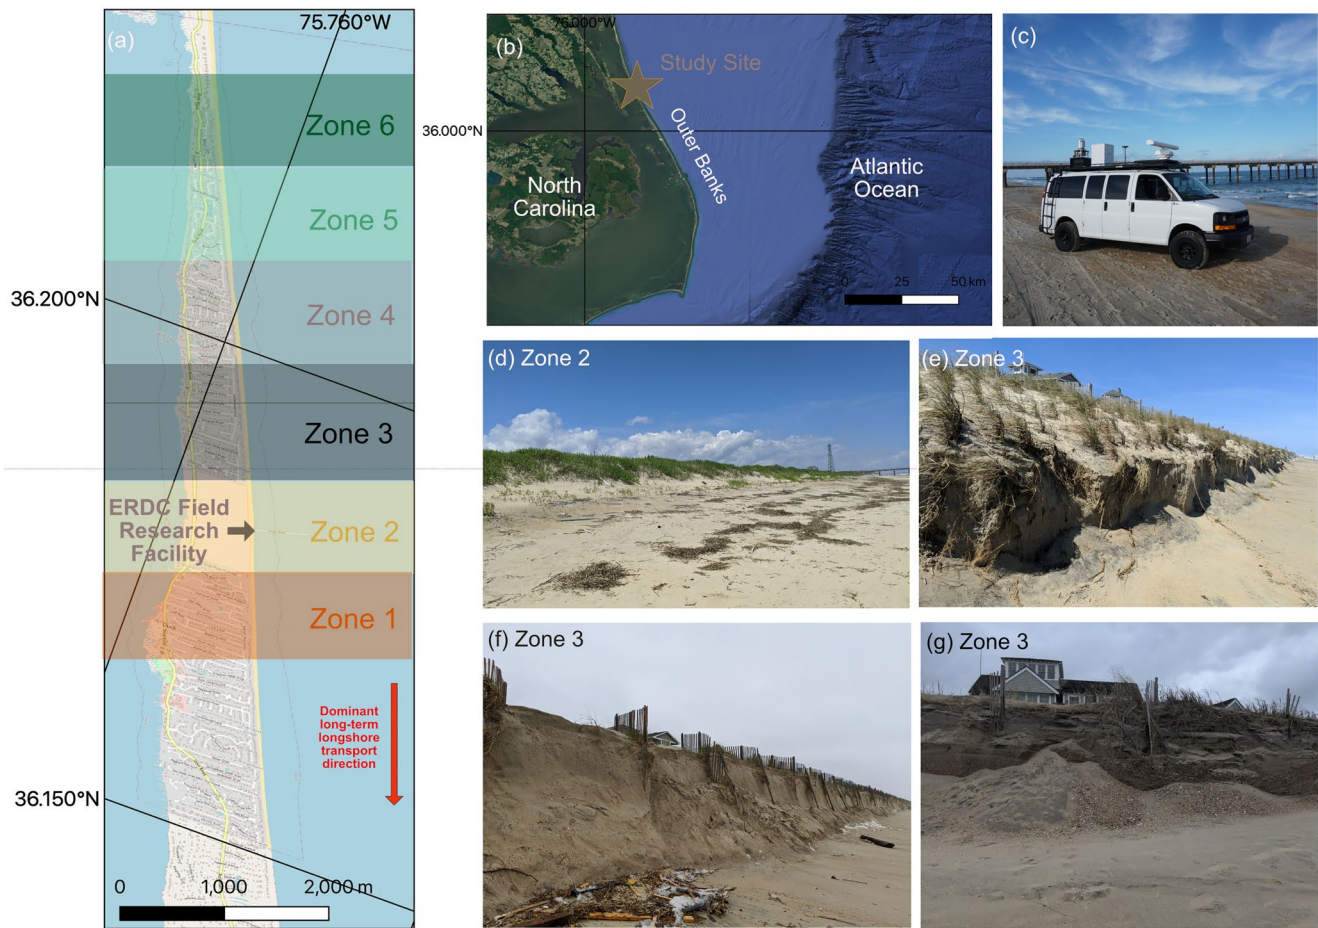 (a)
75.760°W
Zone 6
Zone 5
36.200°N
Zone 4
Zone 3
ERDC Field
Research
Facility
Zone 2
Zone 1
Dominant
long-term
longshore
transport
direction
36.150°N
0
1,000
2,000 m
(b)
76.000°W
Study Site
36.000°N
Outer Banks
North
Carolina
Atlantic
Ocean
0
25
50 km
(c)
(d) Zone 2
(e) Zone 3
(f) Zone 3
(g) Zone 3